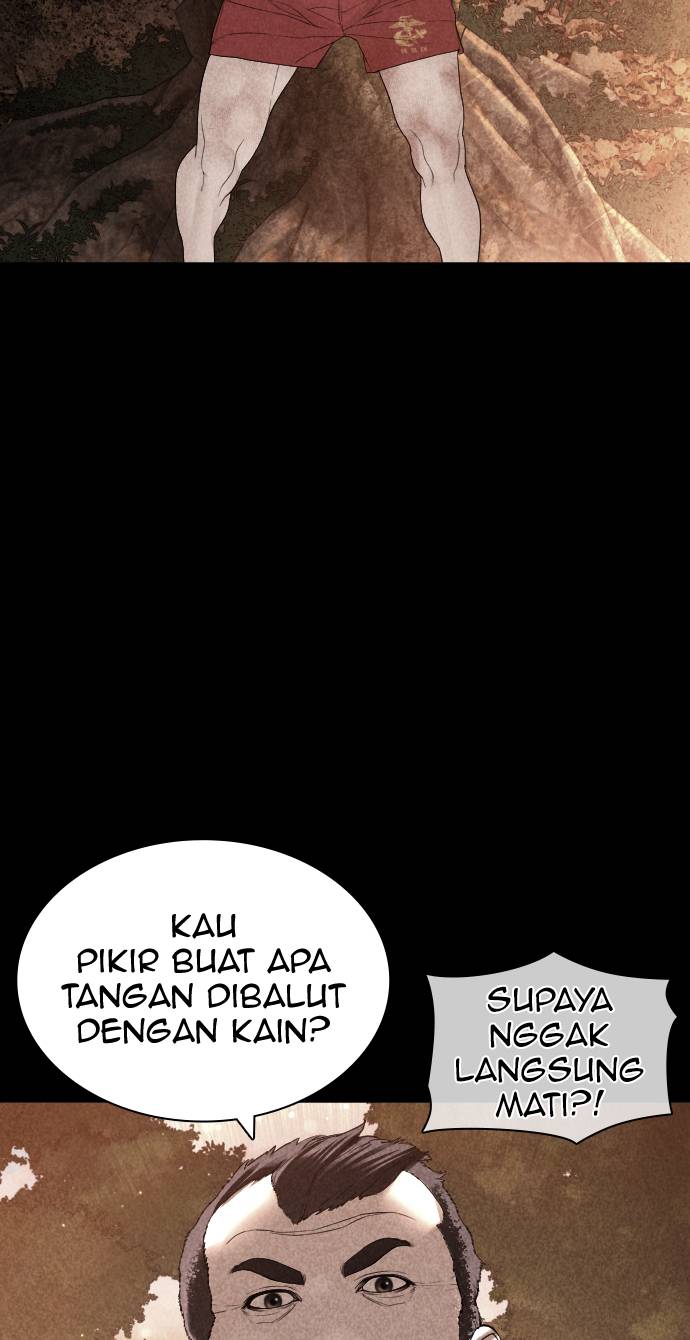 KAU
PIKIR BUAT APA
TANGAN DIBALUT
DENGAN KAIN?
SUPAYA
NGGAK
LANGSUNG
MATI?!